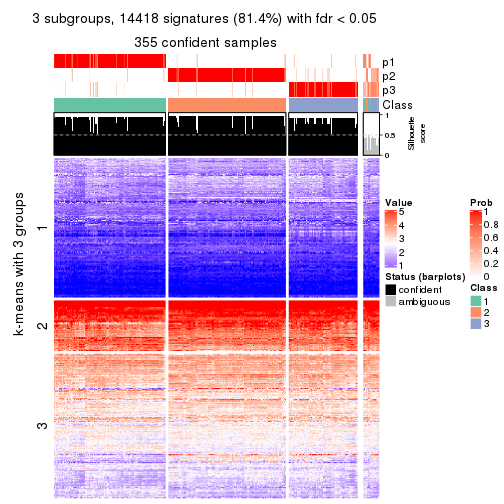 3 subgroups, 14418 signatures (81.4%) with fdr < 0.05
355 confident samples
p1
p2
p3
Class
1
0.5
0
Silhouette
score
k-means with 3 groups
1
2
3
Value
5
4
3
2
1
Status (barplots)
confident
ambiguous
Prob
1
0.8
0.6
0.4
0.2
0
Class
1
2
3